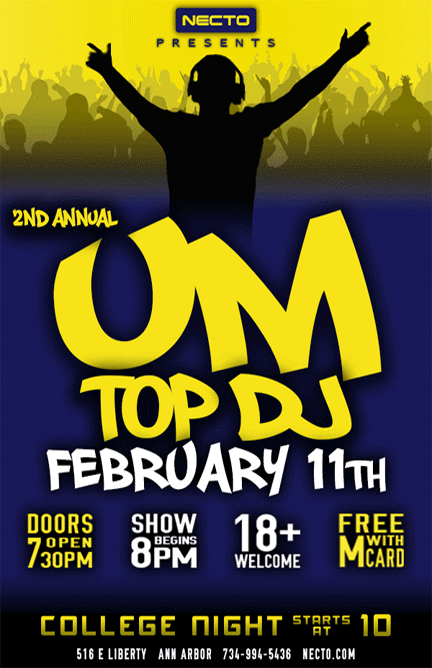 NECTO
PRESENTS
2ND ANNUAL
UM
TOP DJ
FEBRUARY 11TH
DOORS
OPEN
7 30PM
SHOW
BEGINS
8PM
18+
WELCOME
FREE
WITH
MCARD
COLLEGE NIGHT STARTS AT 10
516 E LIBERTY ANN ARBOR 734-994-5436 NECTO.COM